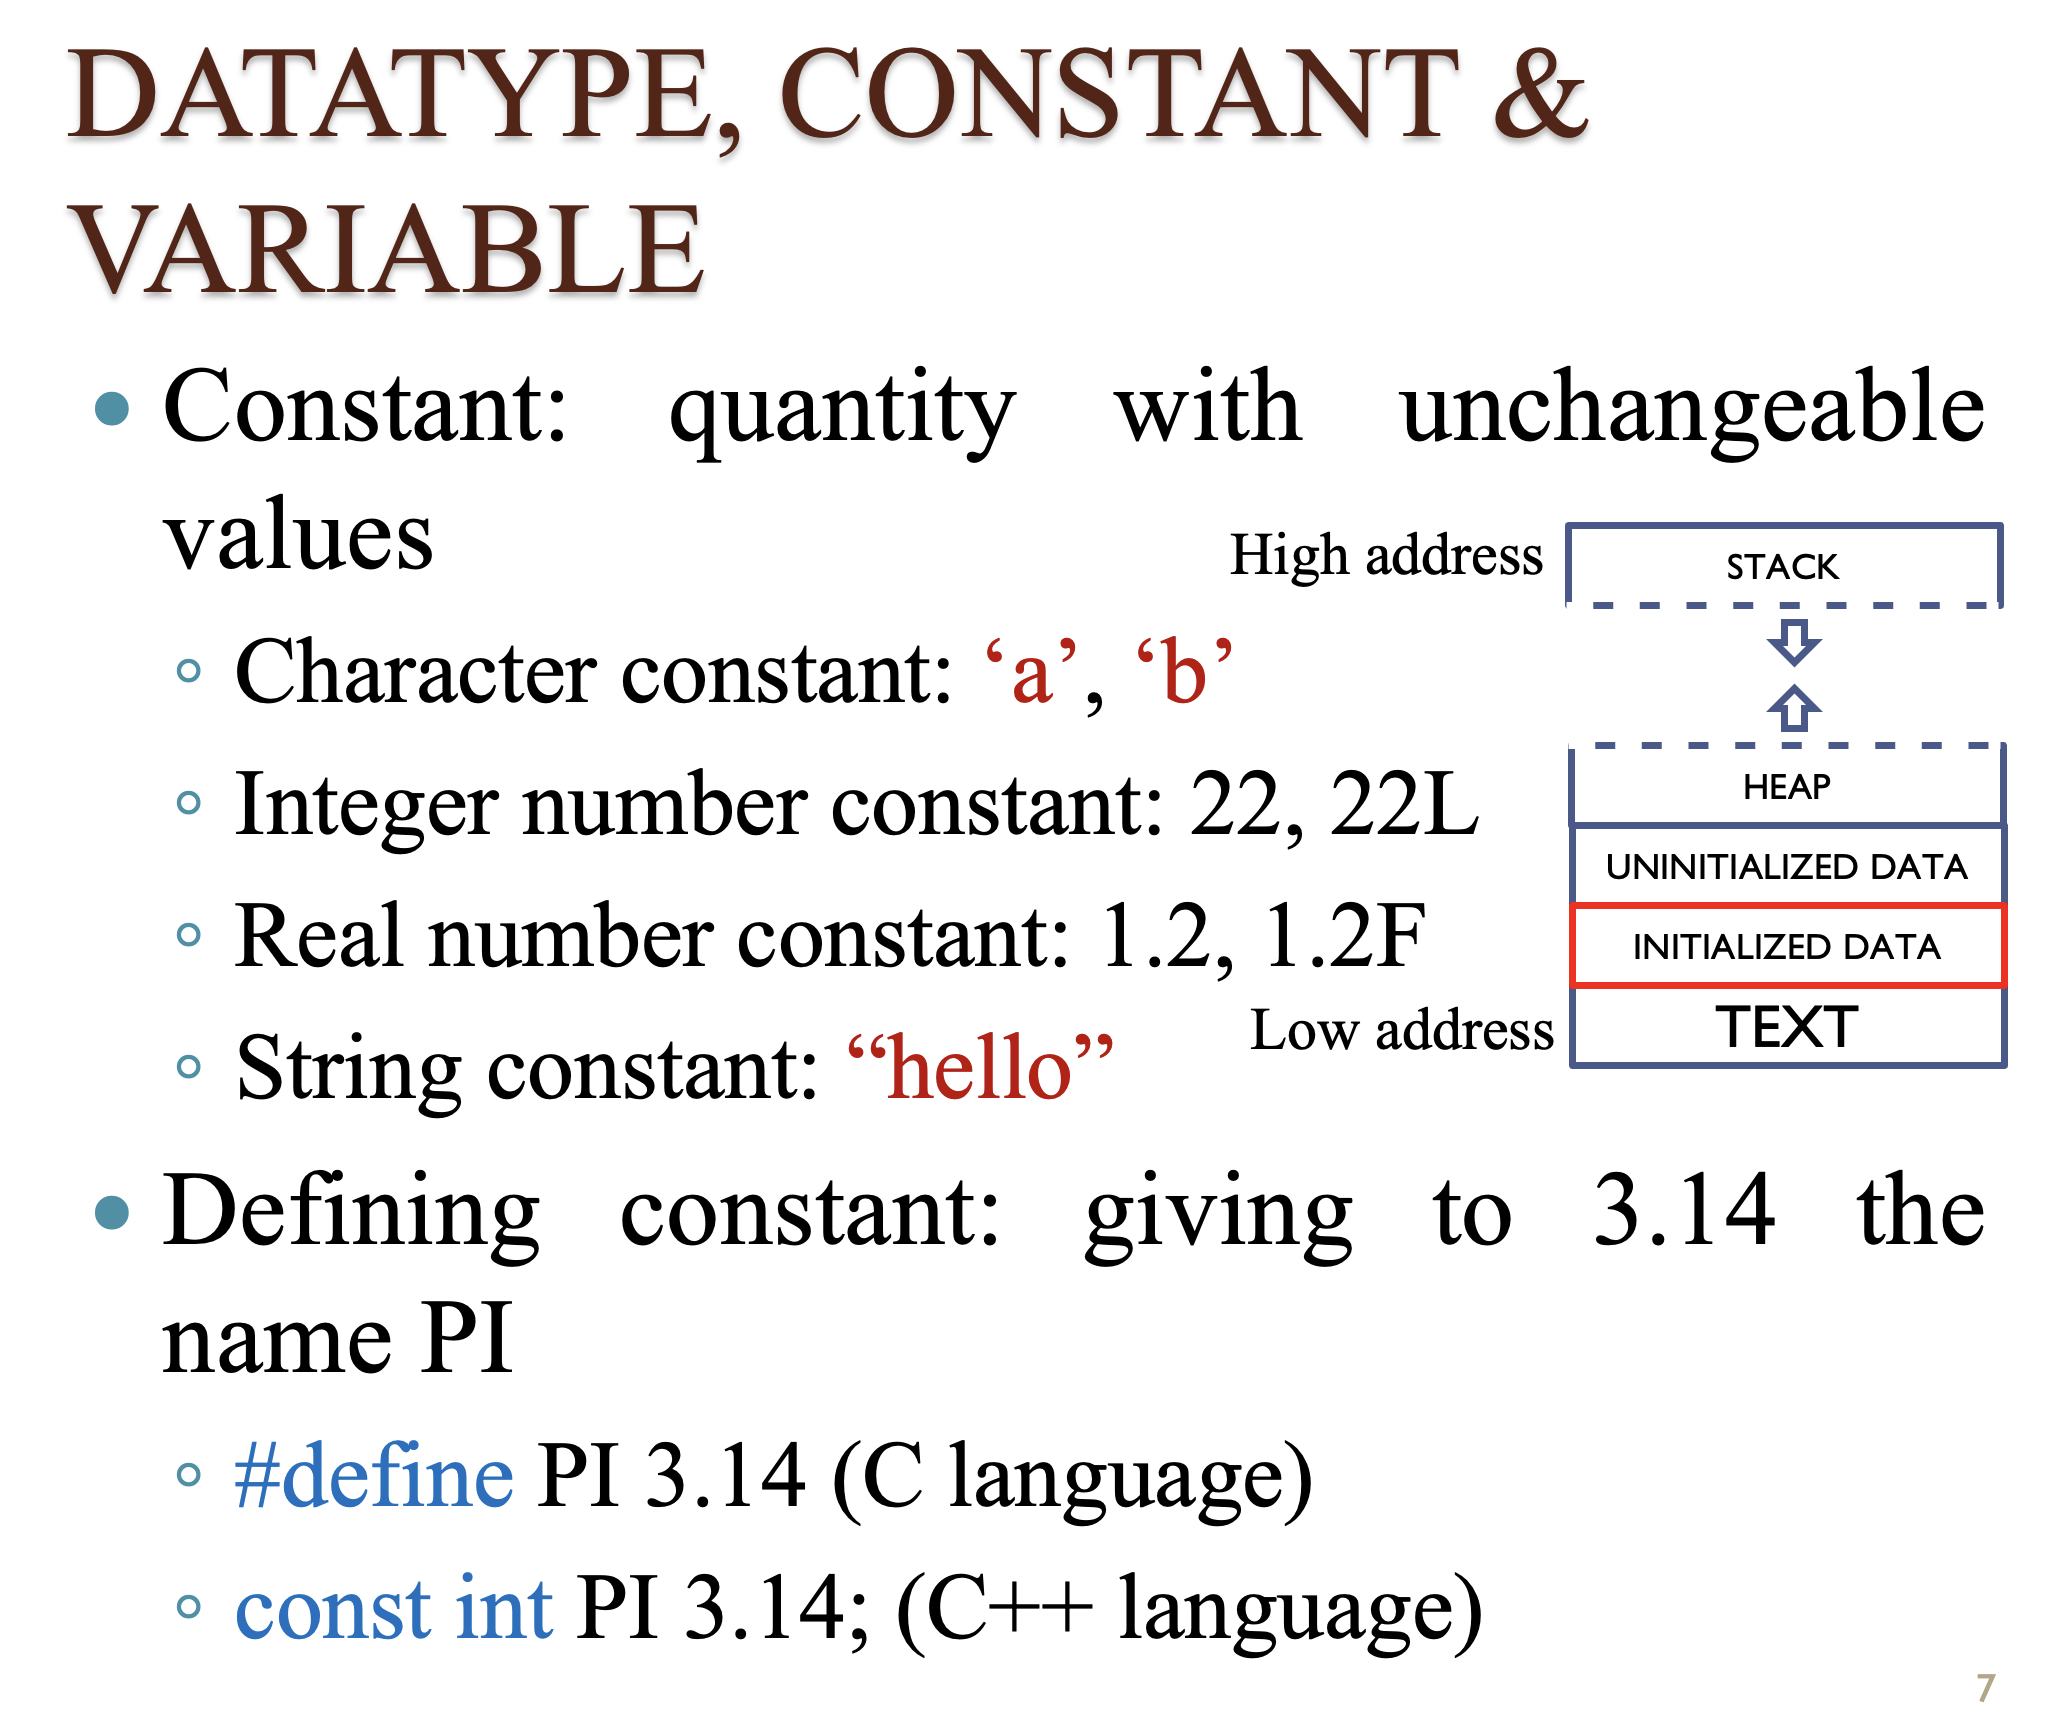 DATATYPE, CONSTANT &
VARIABLE
Constant: quantity with unchangeable
values
Character constant: ‘a’, ‘b’
Integer number constant: 22, 22L
Real number constant: 1.2, 1.2F
String constant: “hello”
High address
STACK
HEAP
UNINITIALIZED DATA
INITIALIZED DATA
Low address
TEXT
Defining constant: giving to 3.14 the
name PI
#define PI 3.14 (C language)
const int PI 3.14; (C++ language)
7